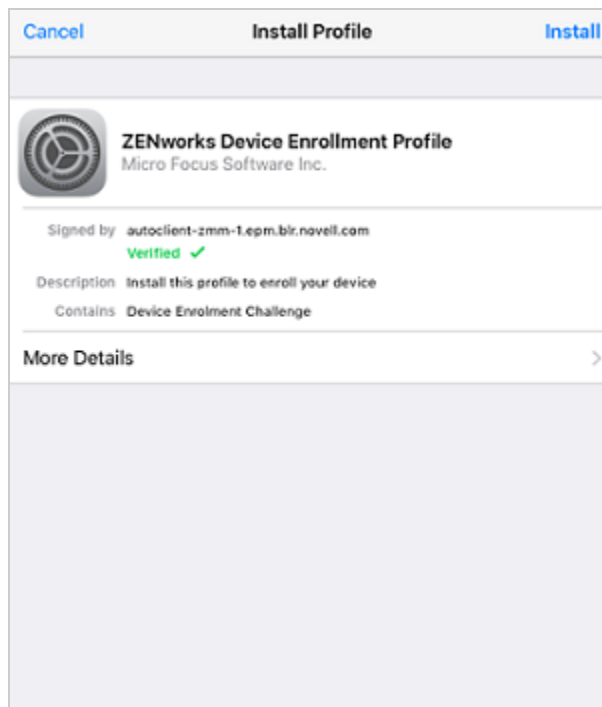 Cancel Install Profile Install
ZENworks Device Enrollment Profile
Micro Focus Software Inc.
Signed by autoclient-zmm-1.epm.blr.novell.com
Verified ✓
Description Install this profile to enroll your device
Contains Device Enrolment Challenge
More Details